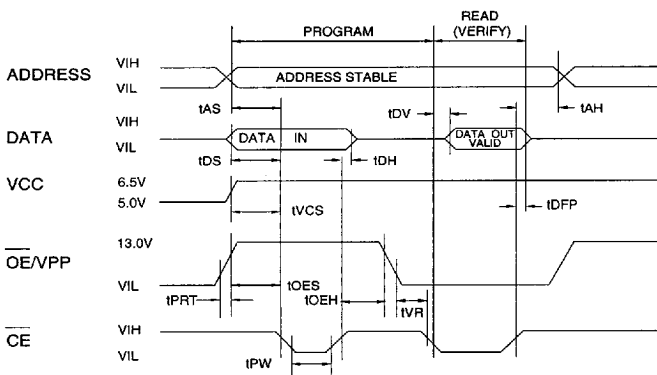 READ
(VERIFY)
PROGRAM
ADDRESS
VIH
VIL
ADDRESS STABLE
tAS
tDV
tAH
DATA
VIH
VIL
DATA IN
DATA OUT
VALID
tDS
tDH
VCC
6.5V
5.0V
tVCS
tDFP
OE/VPP
13.0V
VIL
tPRT
tOES
tOEH
tVR
CE
VIH
VIL
tPW